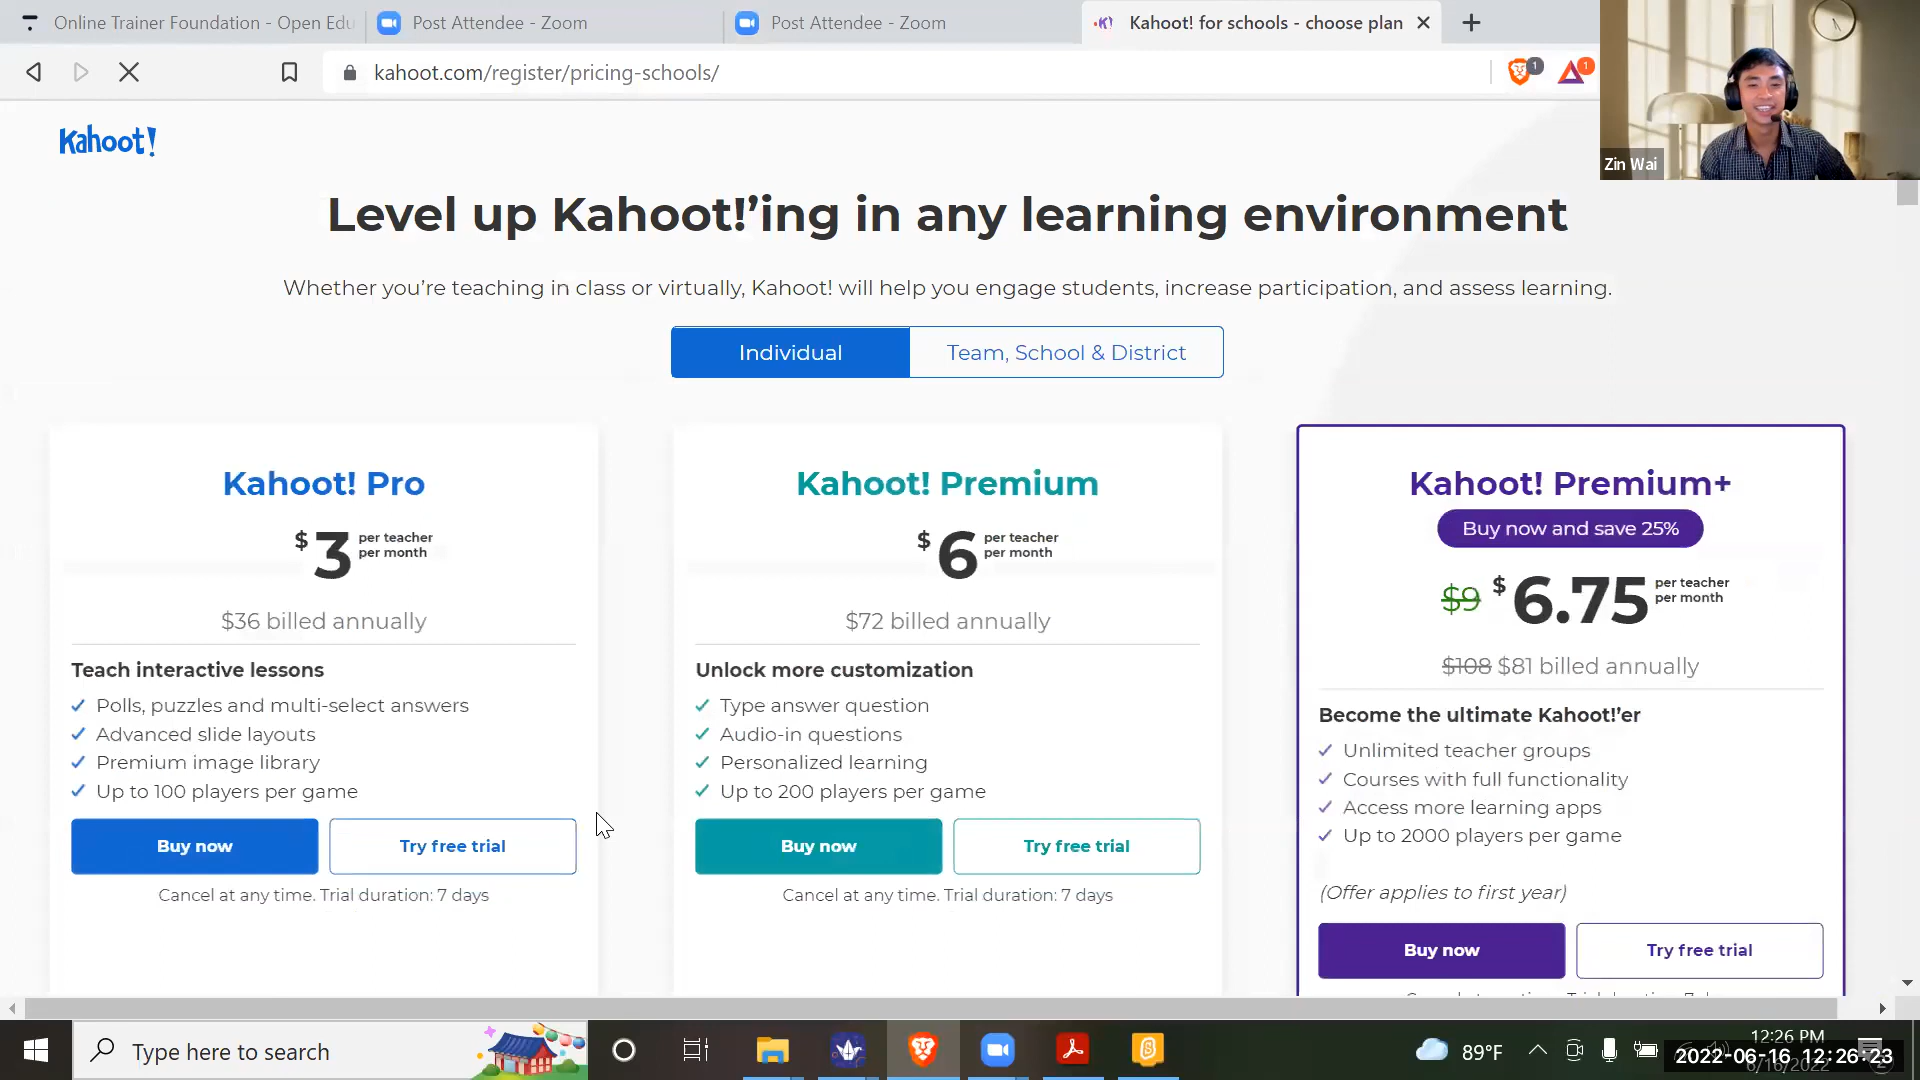 Online Trainer Foundation - Open Edu
Post Attendee - Zoom
Post Attendee - Zoom
Kahoot! for schools - choose plan
kahoot.com/register/pricing-schools/
1
1
Zin Wai
Kahoot!
Level up Kahoot!’ing in any learning environment
Whether you’re teaching in class or virtually, Kahoot! will help you engage students, increase participation, and assess learning.
Individual
Team, School & District
Kahoot! Pro
$3 per teacher
per month
$36 billed annually
Teach interactive lessons
Polls, puzzles and multi-select answers
Advanced slide layouts
Premium image library
Up to 100 players per game
Buy now
Try free trial
Cancel at any time. Trial duration: 7 days
Kahoot! Premium
$6 per teacher
per month
$72 billed annually
Unlock more customization
Type answer question
Audio-in questions
Personalized learning
Up to 200 players per game
Buy now
Try free trial
Cancel at any time. Trial duration: 7 days
Kahoot! Premium+
Buy now and save 25%
$9 $6.75 per teacher
per month
$108 $81 billed annually
Become the ultimate Kahoot!’er
Unlimited teacher groups
Courses with full functionality
Access more learning apps
Up to 2000 players per game
(Offer applies to first year)
Buy now
Try free trial
Type here to search
89°F
12:26 PM
2022-06-16 12:26:23
6/16/2022